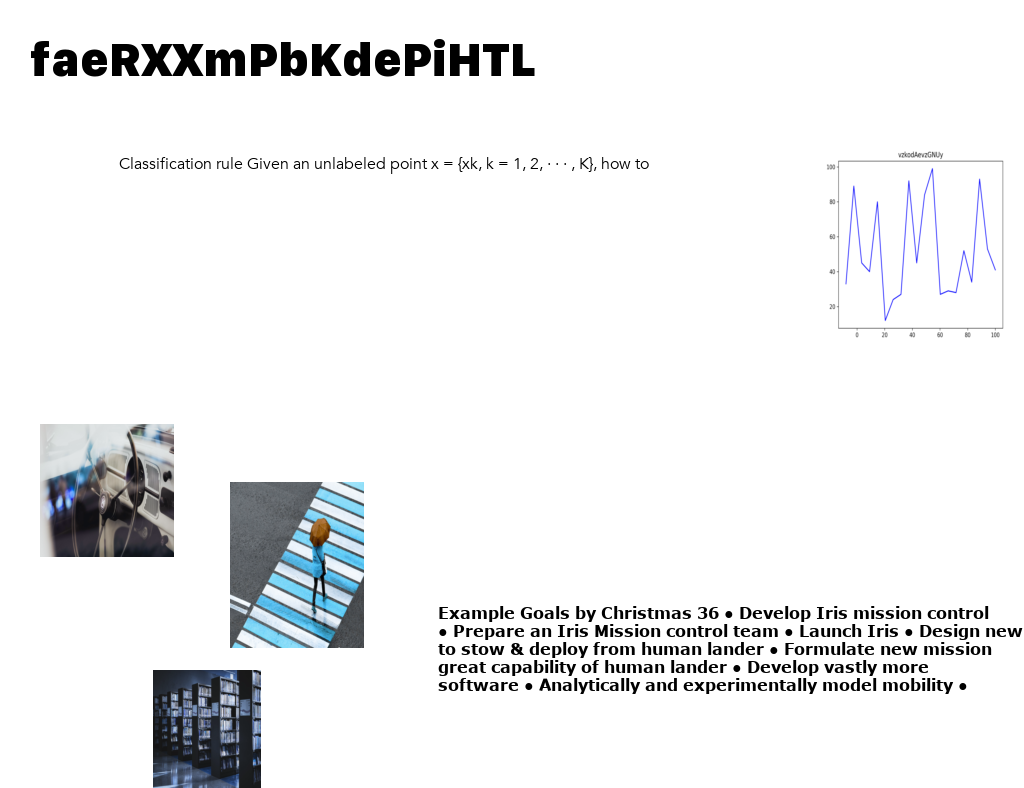 faeRXXmPbKdePiHTL
Classification rule Given an unlabeled point x = {xk, k = 1, 2, · · · , K}, how to
vzkodAevzGNUy
100
80
60
40
20
0 20 40 60 80 100
Example Goals by Christmas 36 ● Develop Iris mission control
● Prepare an Iris Mission control team ● Launch Iris ● Design new
to stow & deploy from human lander ● Formulate new mission
great capability of human lander ● Develop vastly more
software ● Analytically and experimentally model mobility ●